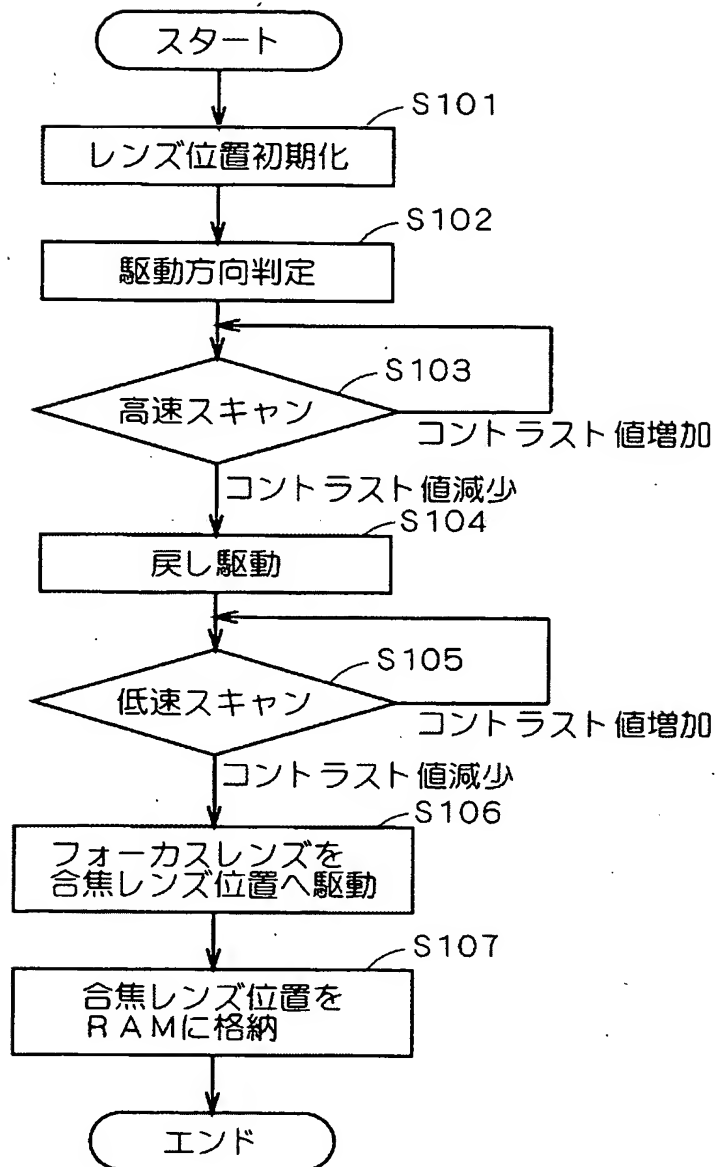 スタート
S101
レンズ位置初期化
S102
駆動方向判定
S103
高速スキャン
コントラスト値増加
コントラスト値減少
S104
戻し駆動
S105
低速スキャン
コントラスト値増加
コントラスト値減少
S106
フォーカスレンズを
合焦レンズ位置へ駆動
S107
合焦レンズ位置を
RAMに格納
エンド